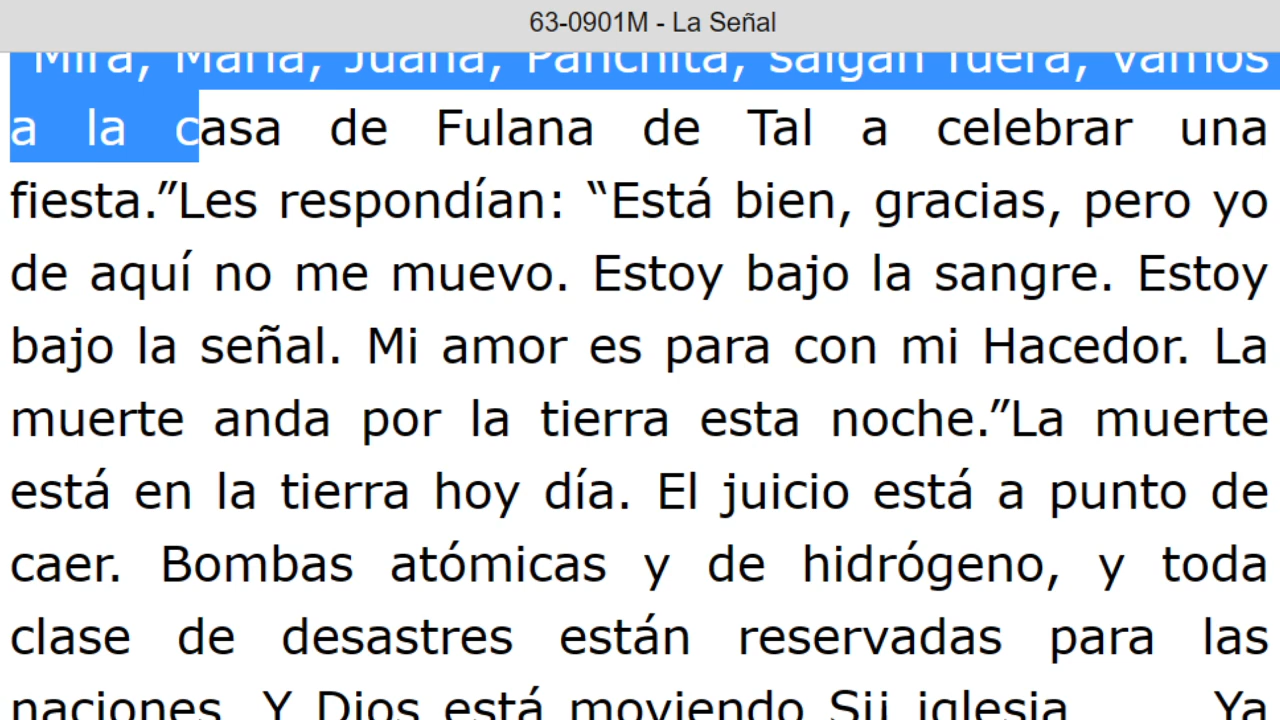 63-0901M - La Señal
Mira, María, Juana, Panchita, salgan fuera, vamos
a la casa de Fulana de Tal a celebrar una
fiesta.”Les respondían: “Está bien, gracias, pero yo
de aquí no me muevo. Estoy bajo la sangre. Estoy
bajo la señal. Mi amor es para con mi Hacedor. La
muerte anda por la tierra esta noche.”La muerte
está en la tierra hoy día. El juicio está a punto de
caer. Bombas atómicas y de hidrógeno, y toda
clase de desastres están reservadas para las
naciones. Y Dios está moviendo Su iglesia. Ya